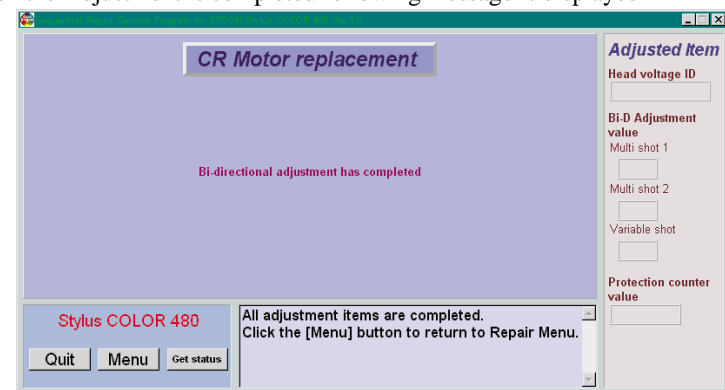 Sequential Repair Service Program for EPSON Stylus COLOR 480 Ver.1.0
CR Motor replacement
Bi-directional adjustment has completed
Adjusted Item
Head voltage ID
Bi-D Adjustment
value
Multi shot 1
Multi shot 2
Variable shot
Protection counter
value
Stylus COLOR 480
Quit
Menu
Get status
All adjustment items are completed.
Click the [Menu] button to return to Repair Menu.